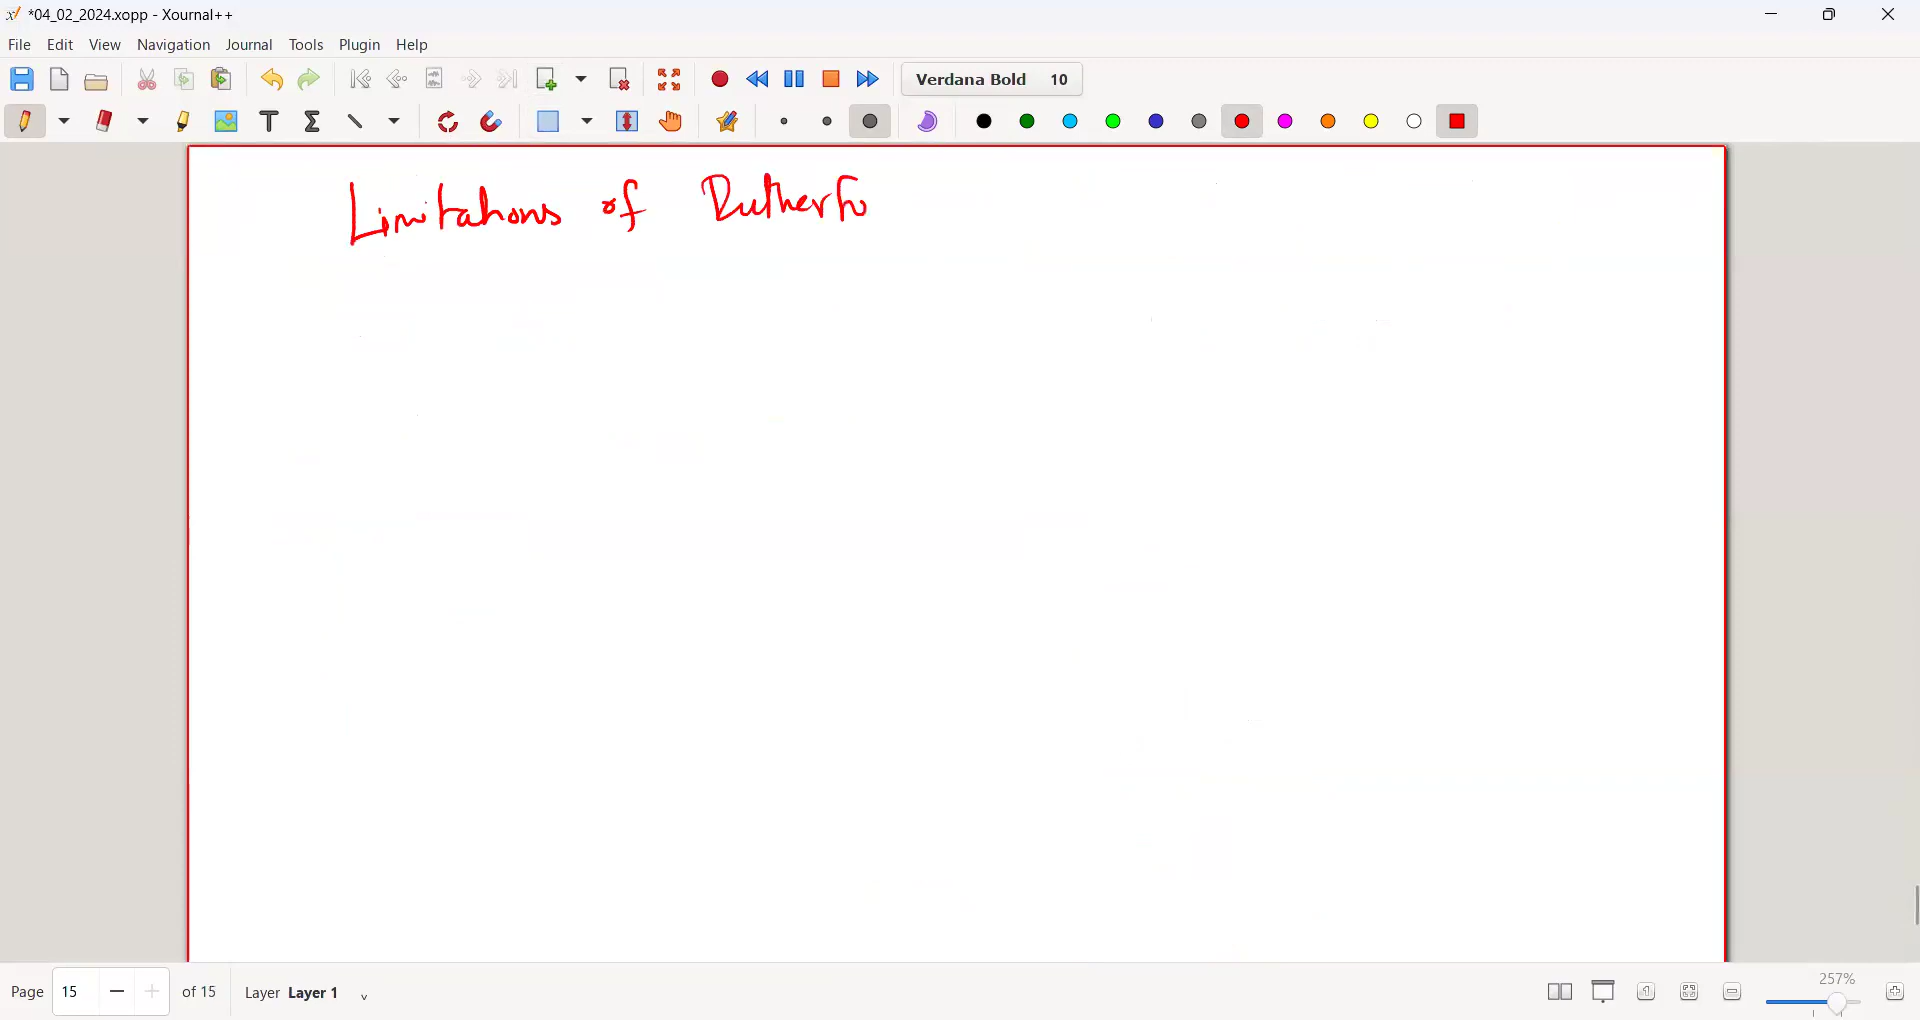 *04_02_2024.xopp - Xournal++
File Edit View Navigation Journal Tools Plugin Help
Verdana Bold 10
Limitations of Rutherfo
Page 15 of 15 Layer Layer 1
257%